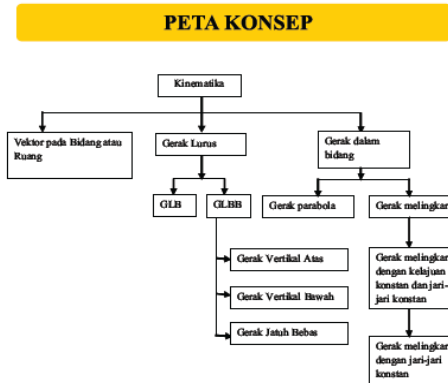 PETA KONSEP
Kinematika
Vektor pada Bidang atau
Ruang
Gerak Lurus
Gerak dalam
bidang
GLB
GLBB
Gerak parabola
Gerak melingkar
Gerak Vertikal Atas
Gerak Vertikal Bawah
Gerak Jatuh Bebas
Gerak melingkar
dengan kelajuan
konstan dan jari-
jari konstan
Gerak melingkar
dengan jari-jari
konstan